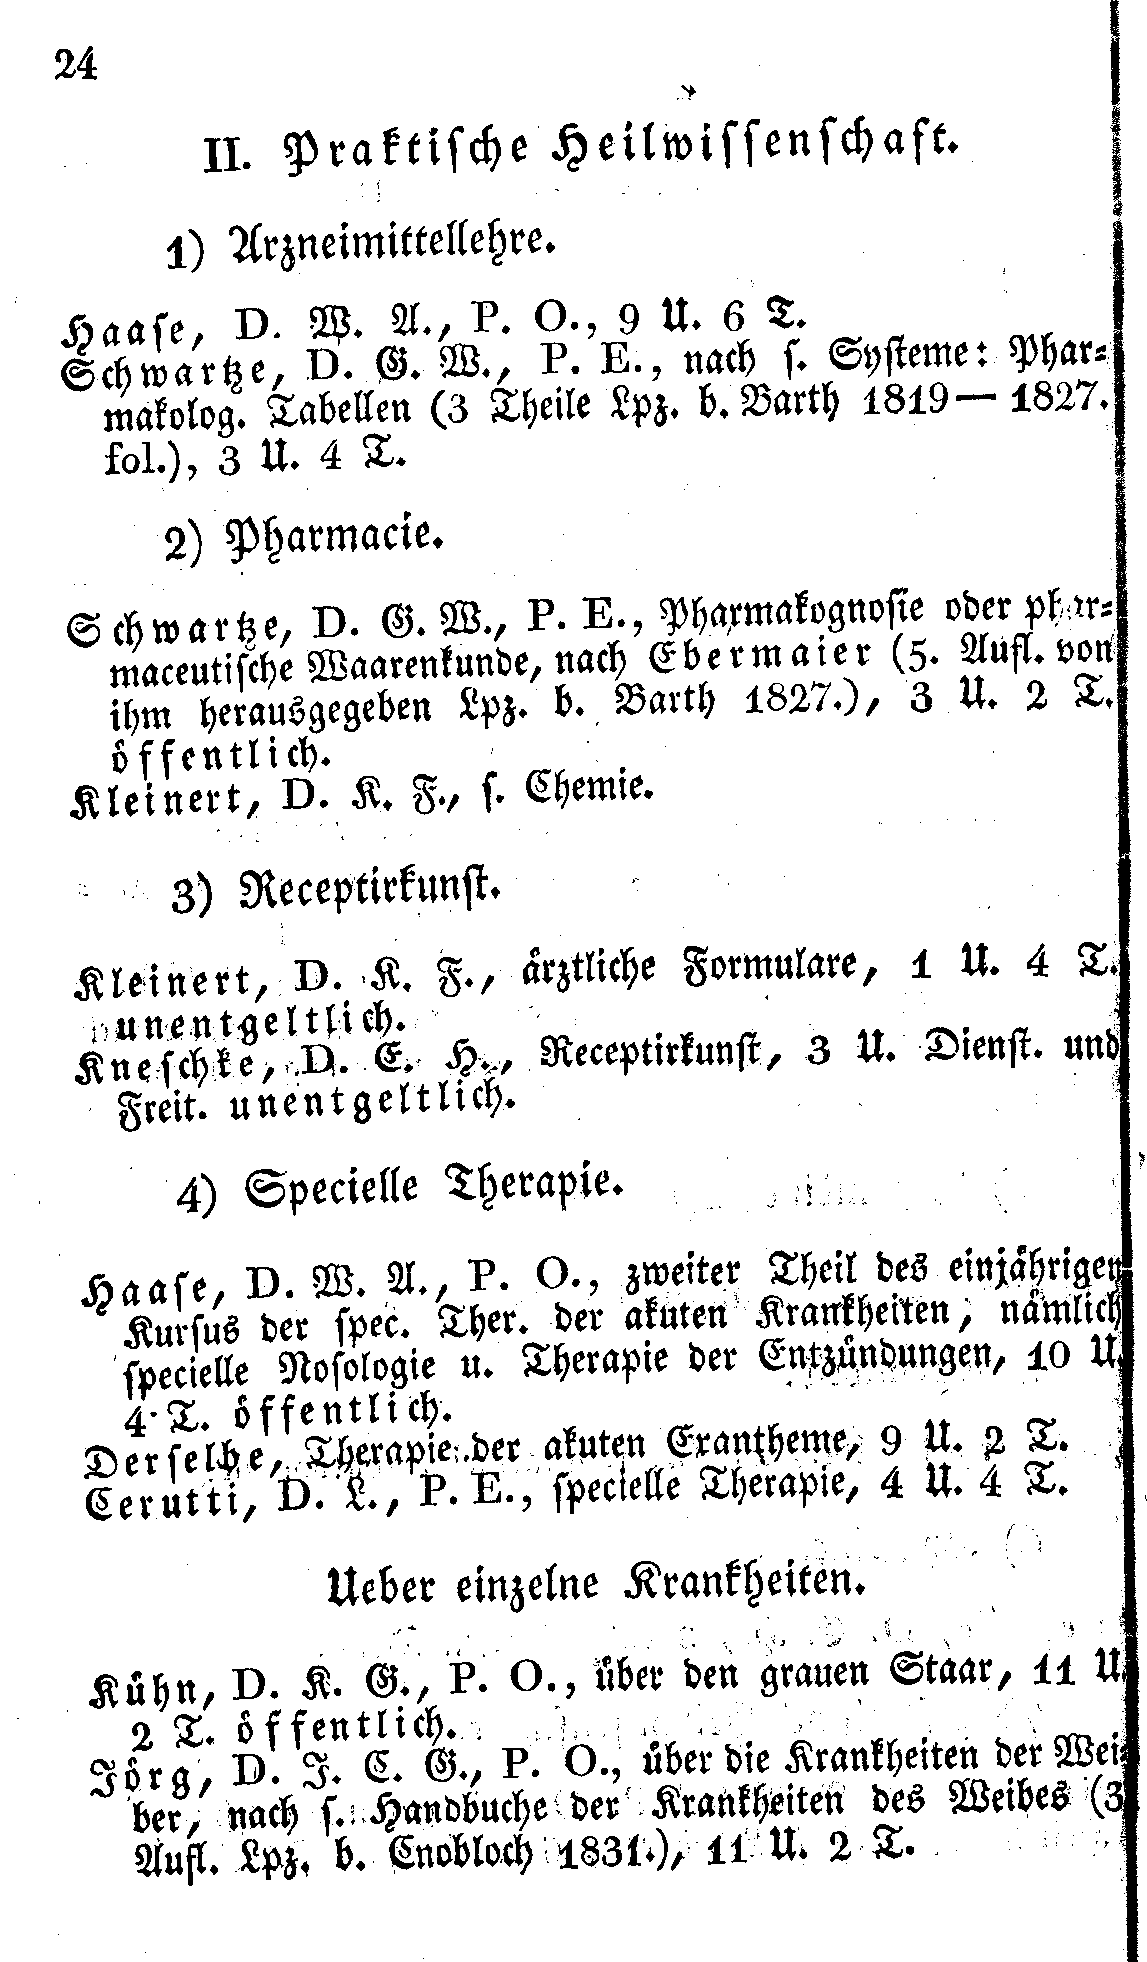 24
II. Praktische Heilwissenschaft.
1) Arzneimittellehre.
Haase, D. W. A., P. O., 9 U. 6 T.
Schwartze, D. G. W., P. E., nach s. Systeme: Phar-
makolog. Tabellen (3 Theile Lpz. b. Barth 1819 — 1827.
fol.), 3 U. 4 T.
2) Pharmacie.
Schwartze, D. G. W., P. E., Pharmakognosie oder phar-
maceutische Waarenkunde, nach Ebermaier (5. Aufl. von
ihm herausgegeben Lpz. b. Barth 1827.), 3 U. 2 T.
öffentlich.
Kleinert, D. K. F., s. Chemie.
3) Receptirkunst.
Kleinert, D. K. F., ärztliche Formulare, 1 U. 4 T.
unentgeltlich.
Kneschke, D. E. H., Receptirkunst, 3 U. Dienst. und
Freit. unentgeltlich.
4) Specielle Therapie.
Haase, D. W. A., P. O., zweiter Theil des einjährigen
Kursus der spec. Ther. der akuten Krankheiten, nämlich
specielle Nosologie u. Therapie der Entzündungen, 10 U.
4 T. öffentlich.
Derselbe, Therapie der akuten Exantheme, 9 U. 2 T.
Cerutti, D. L., P. E., specielle Therapie, 4 U. 4 T.
Ueber einzelne Krankheiten.
Kühn, D. K. G., P. O., über den grauen Staar, 11 U.
2 T. öffentlich.
Jörg, D. J. C. G., P. O., über die Krankheiten der Wei-
ber, nach s. Handbuche der Krankheiten des Weibes (3
Aufl. Lpz. b. Cnobloch 1831.), 11 U. 2 T.